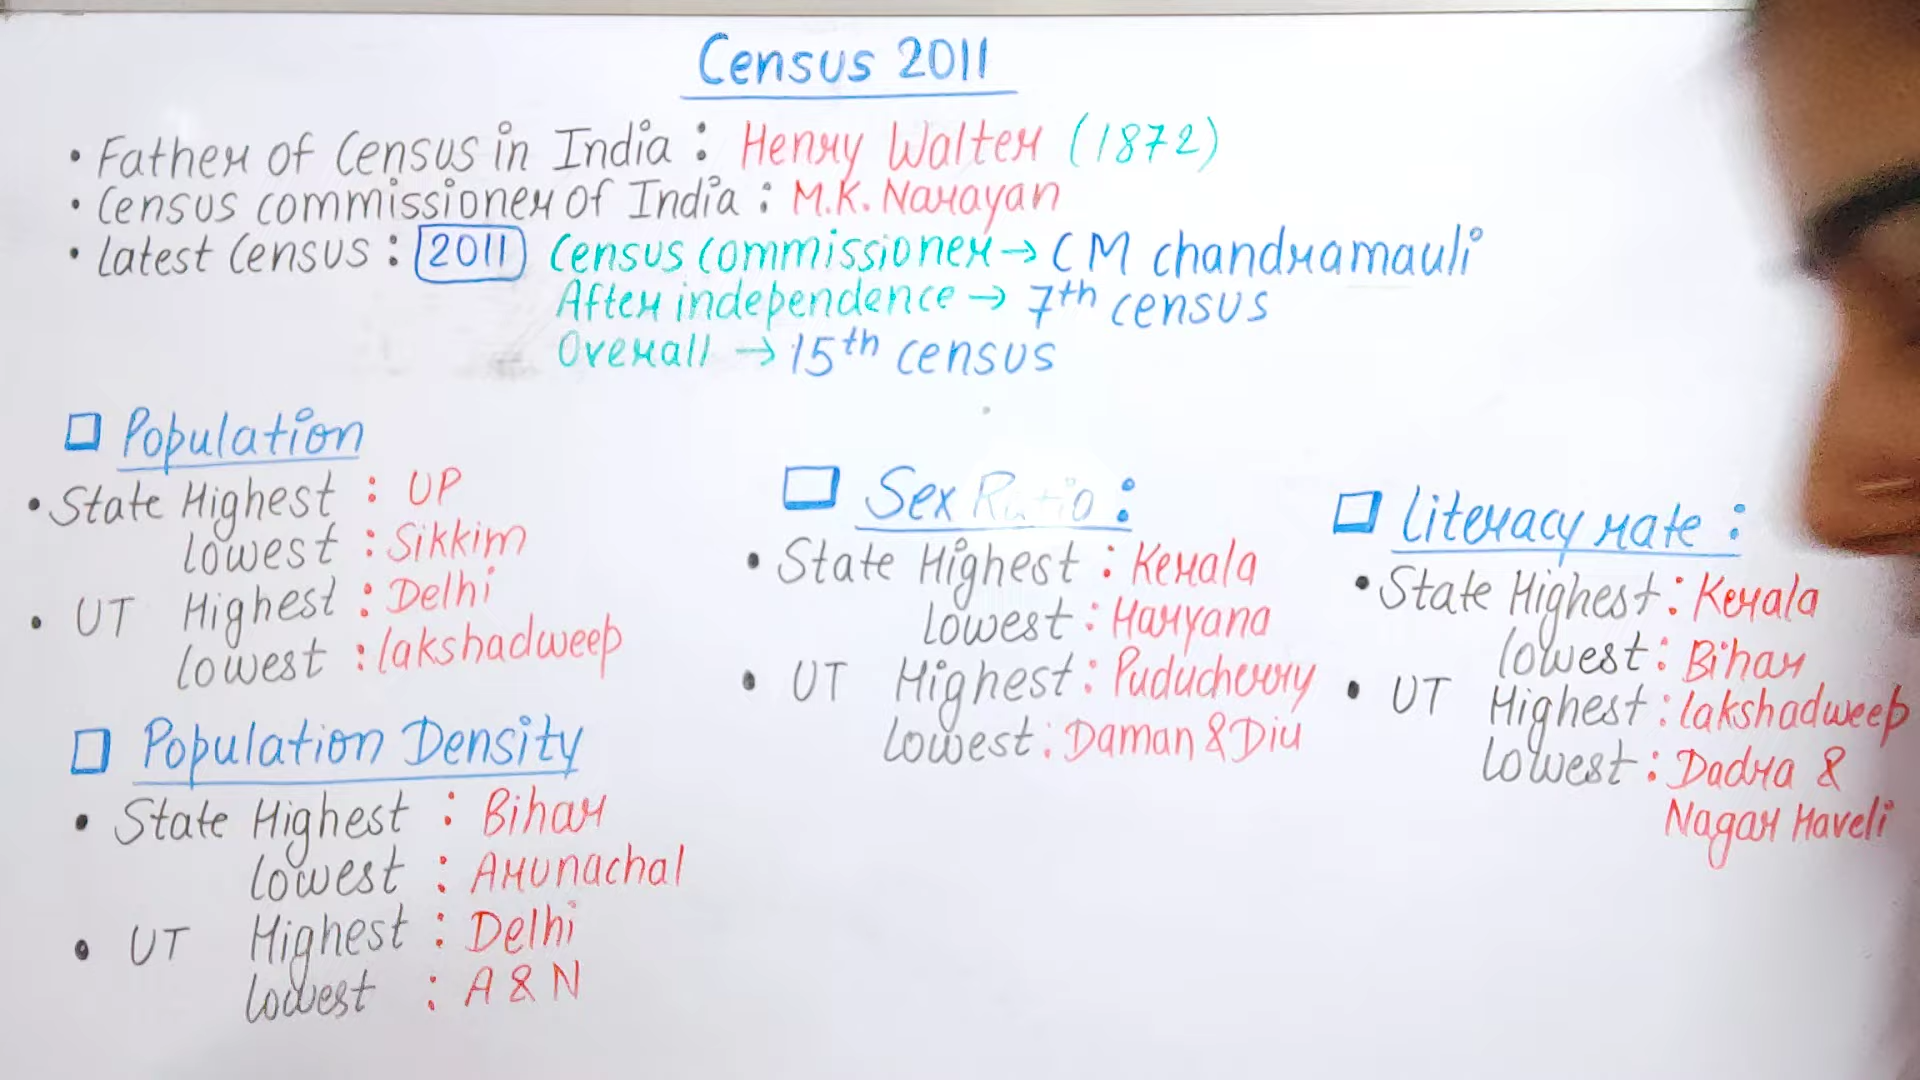 Census 2011
• Father of Census in India : Henry Walter (1872)
• Census commissioner of India : M.K. Narayan
• Latest Census : 2011 Census Commissioner → C M chandramauli
After independence → 7th census
Overall → 15th census
Population
• State Highest : UP
lowest : Sikkim
• UT Highest : Delhi
lowest : lakshadweep
Population Density
• State Highest : Bihar
lowest : Arunachal
• UT Highest : Delhi
lowest : A & N
Sex Ratio :
• State Highest : Kerala
lowest : Haryana
• UT Highest : Puducherry
lowest : Daman & Diu
literacy rate :
• State Highest : Kerala
lowest : Bihar
• UT Highest : lakshadweep
lowest : Dadra &
Nagar Haveli